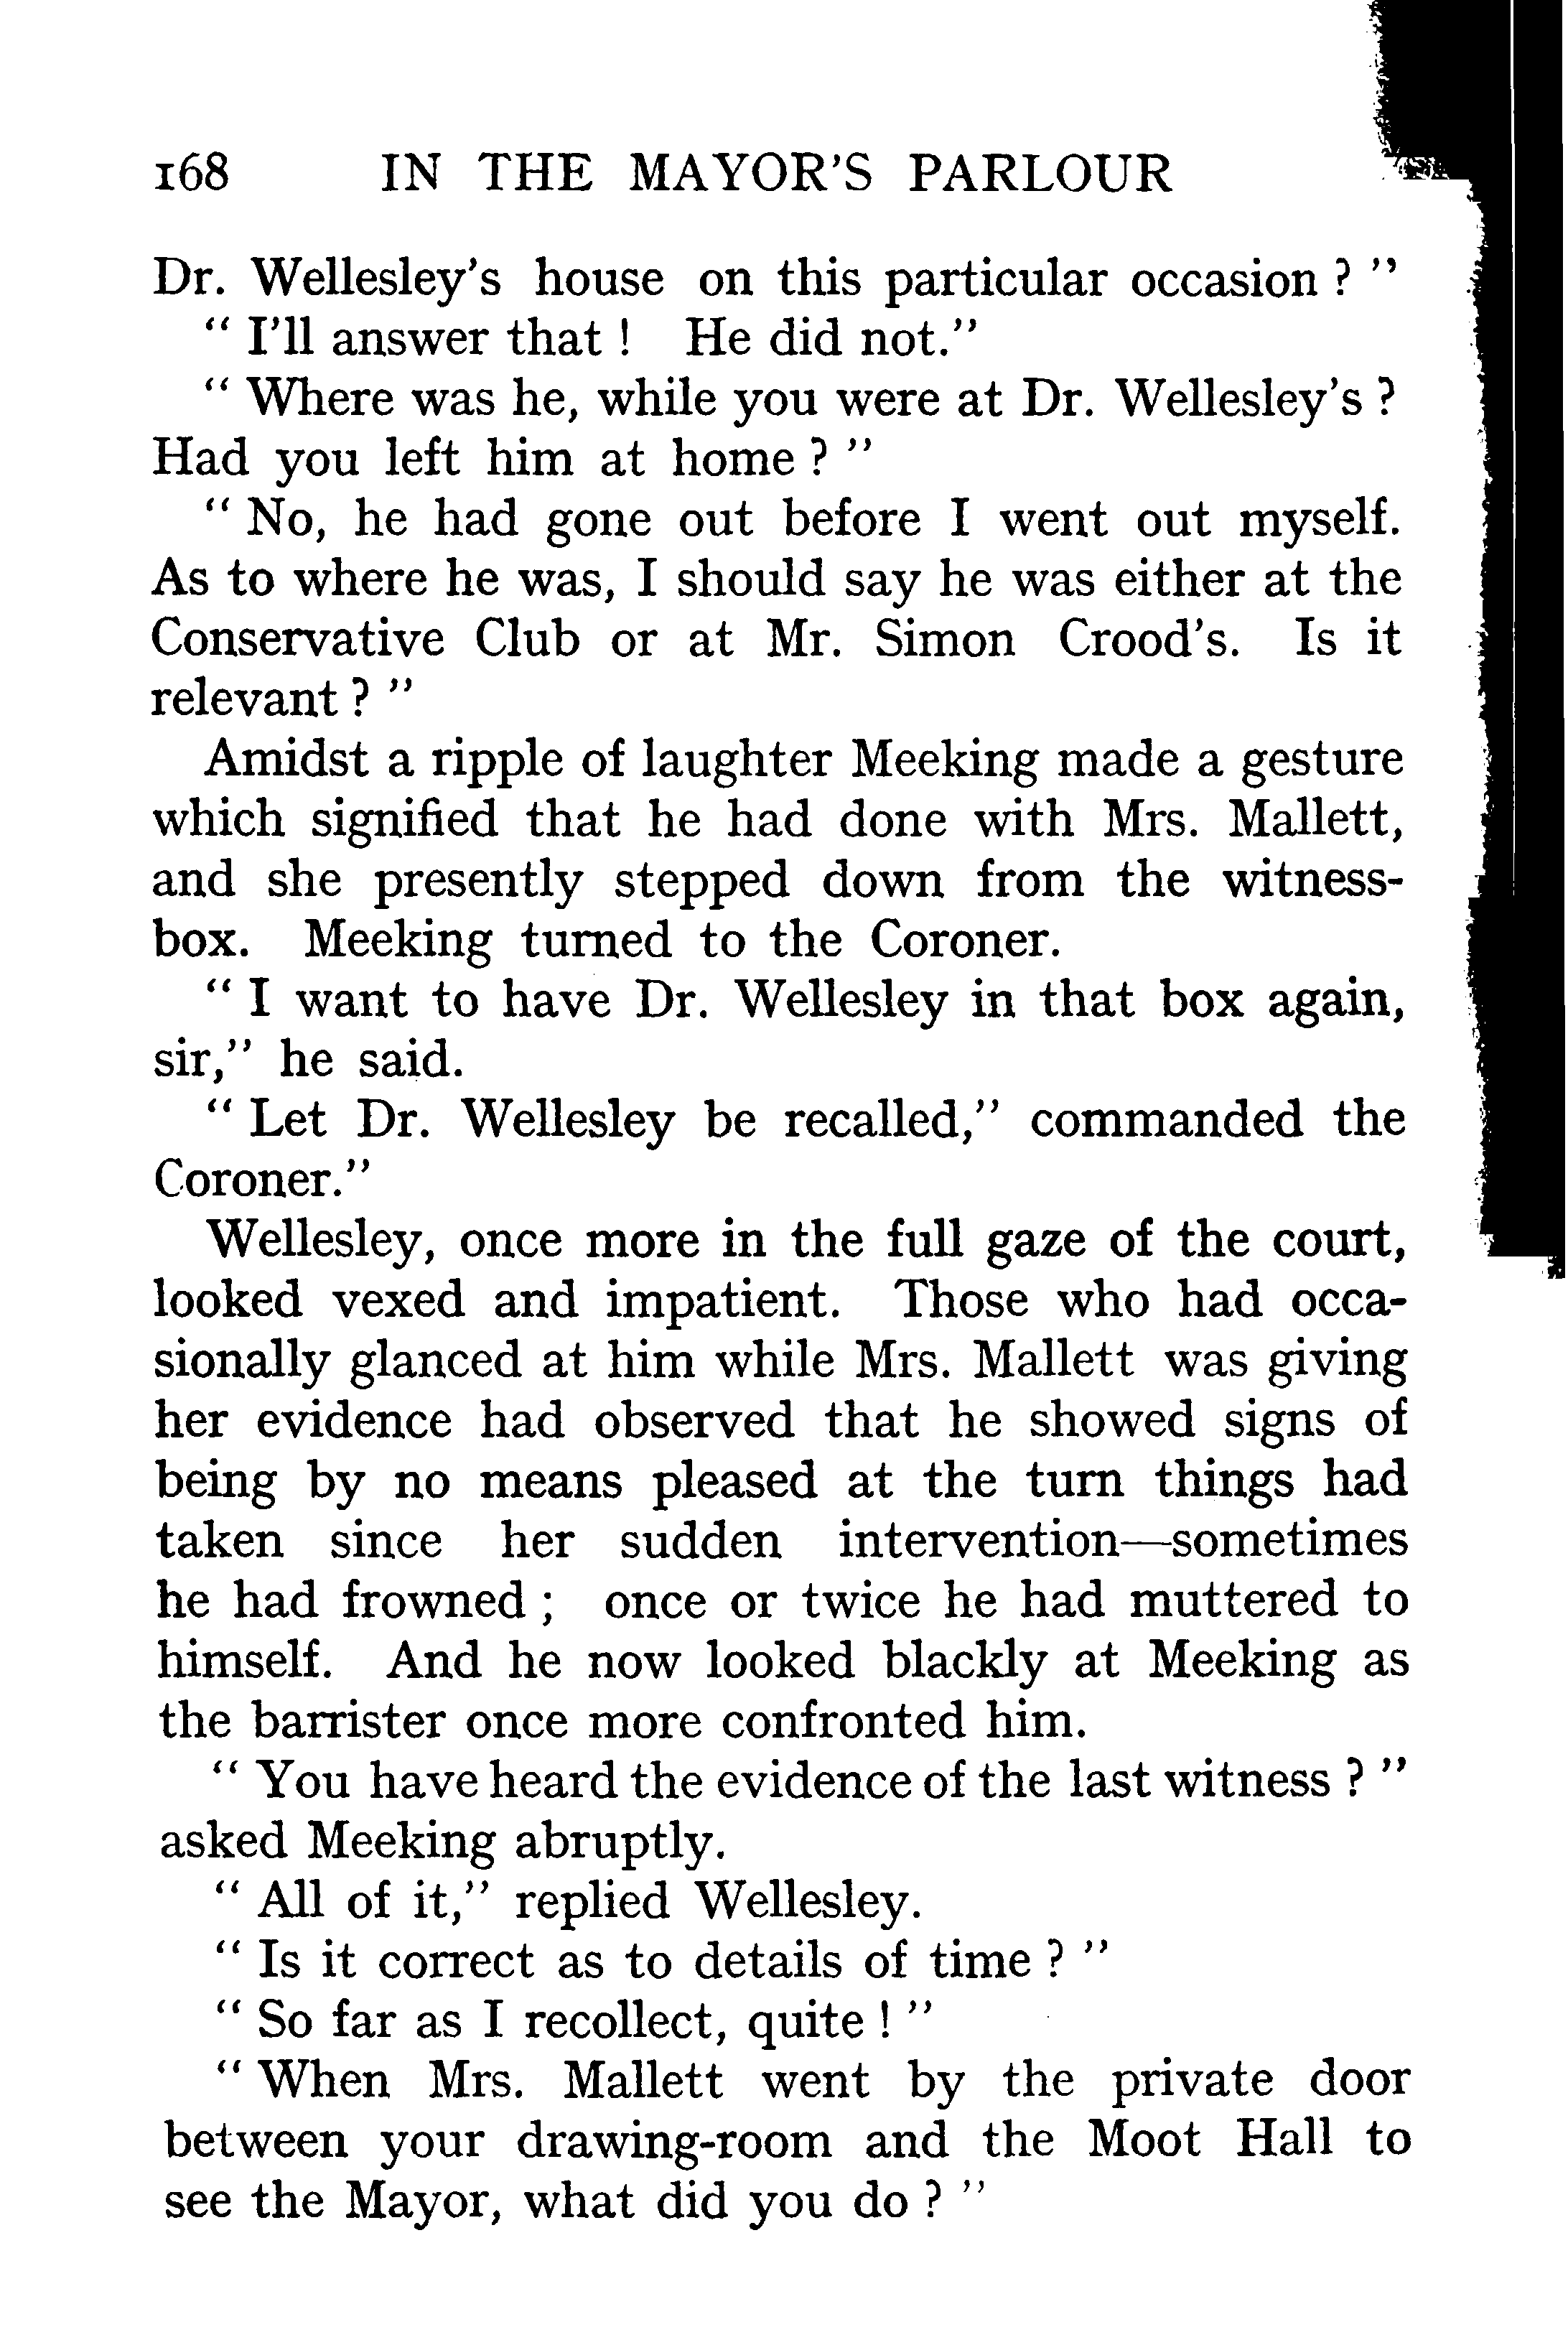 168 IN THE MAYOR'S PARLOUR
Dr. Wellesley's house on this particular occasion ? "
" I'll answer that ! He did not."
" Where was he, while you were at Dr. Wellesley's ?
Had you left him at home ? "
" No, he had gone out before I went out myself.
As to where he was, I should say he was either at the
Conservative Club or at Mr. Simon Crood's. Is it
relevant ? "
Amidst a ripple of laughter Meeking made a gesture
which signified that he had done with Mrs. Mallett,
and she presently stepped down from the witness-
box. Meeking turned to the Coroner.
" I want to have Dr. Wellesley in that box again,
sir," he said.
" Let Dr. Wellesley be recalled," commanded the
Coroner."
Wellesley, once more in the full gaze of the court,
looked vexed and impatient. Those who had occa-
sionally glanced at him while Mrs. Mallett was giving
her evidence had observed that he showed signs of
being by no means pleased at the turn things had
taken since her sudden intervention—sometimes
he had frowned ; once or twice he had muttered to
himself. And he now looked blackly at Meeking as
the barrister once more confronted him.
" You have heard the evidence of the last witness ? "
asked Meeking abruptly.
" All of it," replied Wellesley.
" Is it correct as to details of time ? "
" So far as I recollect, quite ! "
" When Mrs. Mallett went by the private door
between your drawing-room and the Moot Hall to
see the Mayor, what did you do ? "